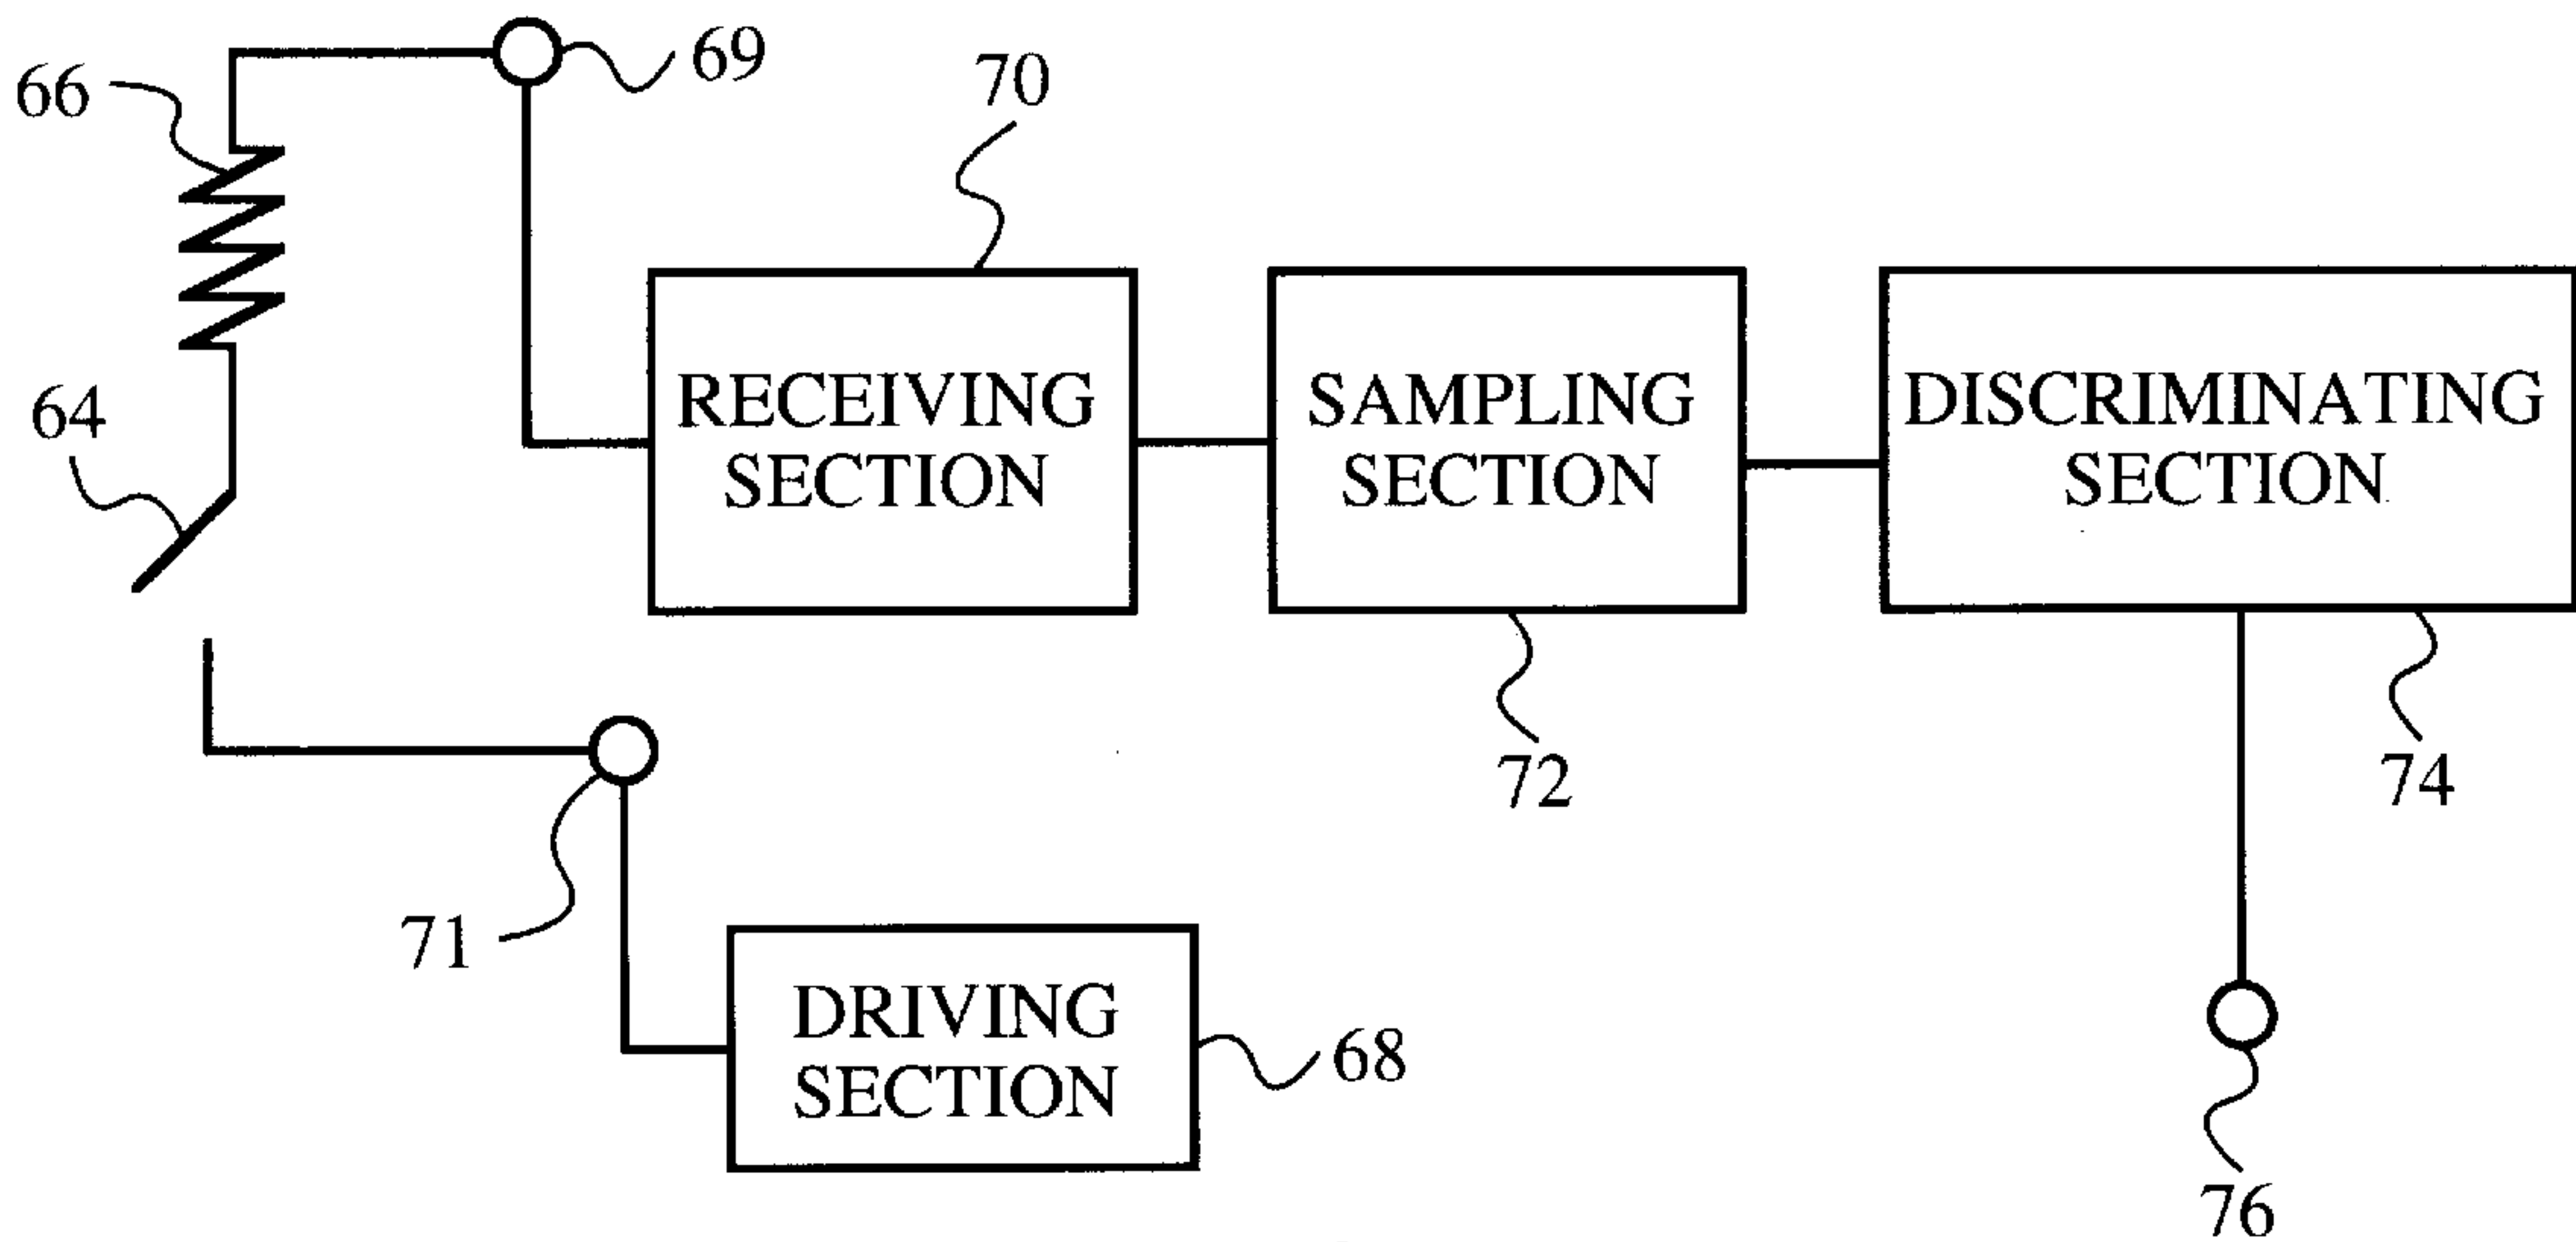 69
66
70
64
RECEIVING
SECTION
SAMPLING
SECTION
DISCRIMINATING
SECTION
72
74
71
DRIVING
SECTION
68
76